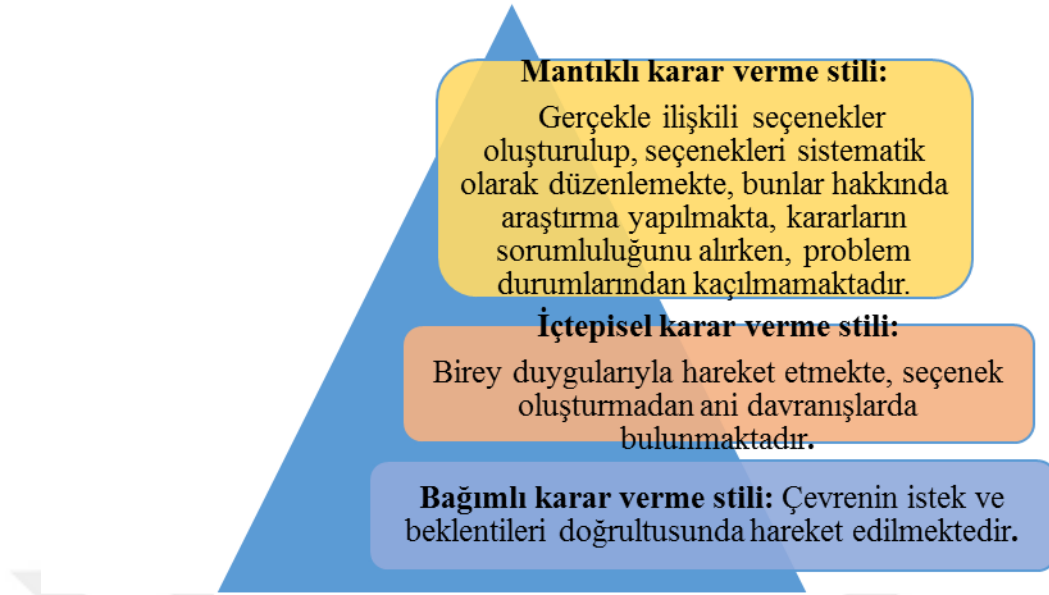 Mantıklı karar verme stili:
Gerçekle ilişkili seçenekler
oluşturulup, seçenekleri sistematik
olarak düzenlemekte, bunlar hakkında
araştırma yapılmakta, kararların
sorumluluğunu alırken, problem
durumlarından kaçılmamaktadır.
İçtepisel karar verme stili:
Birey duygularıyla hareket etmekte, seçenek
oluşturmadan ani davranışlarda
bulunmaktadır.
Bağımlı karar verme stili: Çevrenin istek ve
beklentileri doğrultusunda hareket edilmektedir.